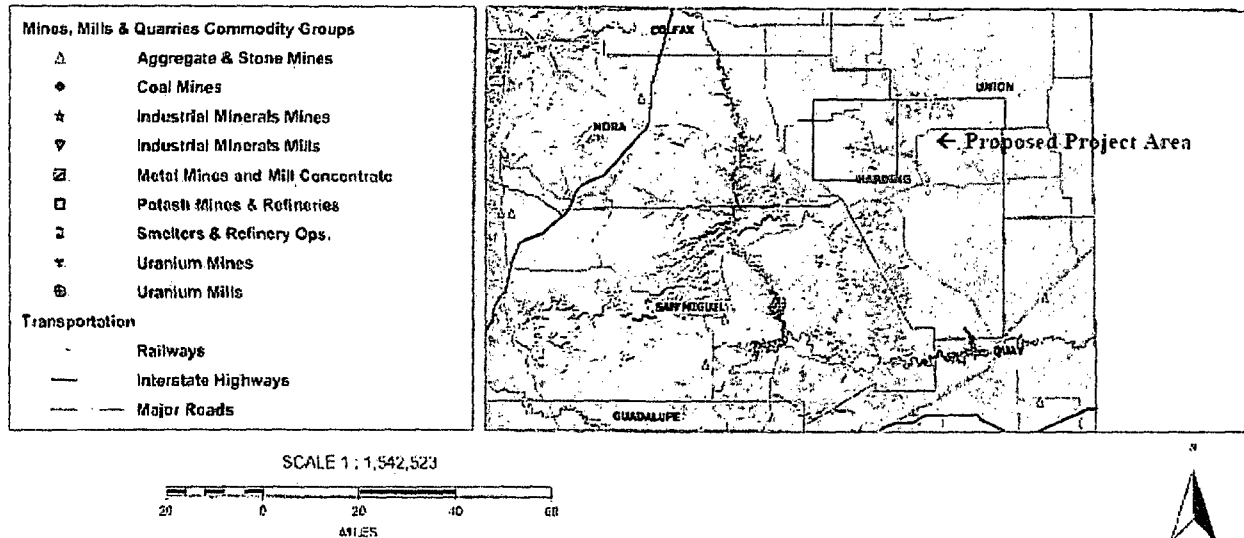 Mines, Mills & Quarries Commodity Groups
Aggregate & Stone Mines
Coal Mines
Industrial Minerals Mines
Industrial Minerals Mills
Metal Mines and Mill Concentrate
Potash Mines & Refineries
Smelters & Refinery Ops.
Uranium Mines
Uranium Mills
Transportation
Railways
Interstate Highways
Major Roads
COLFAX
UNION
MORA
← Proposed Project Area
HARDING
SAN MIGUEL
QUAY
GUADALUPE
SCALE 1 : 1,542,523
20 0 20 40 60
MILES
N